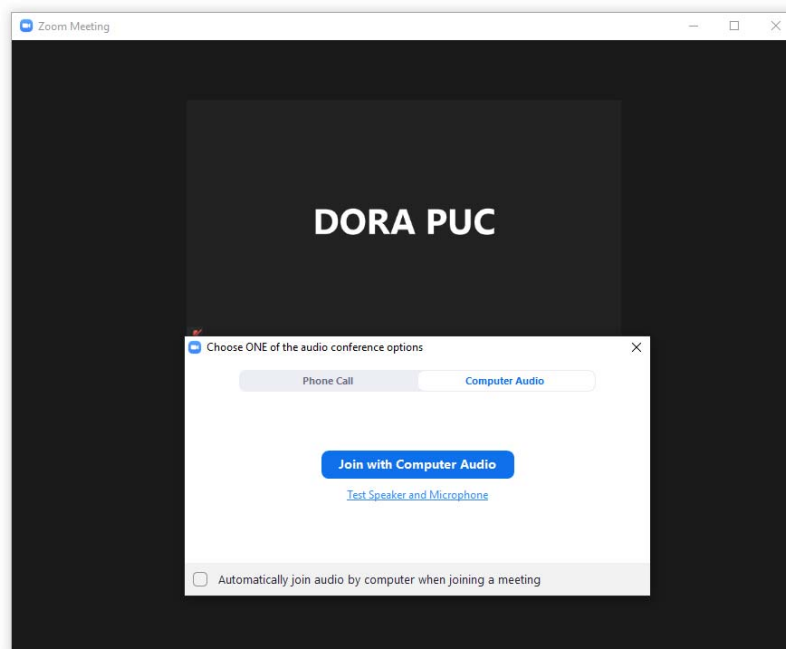 Zoom Meeting
DORA PUC
Choose ONE of the audio conference options
Phone Call
Computer Audio
Join with Computer Audio
Test Speaker and Microphone
Automatically join audio by computer when joining a meeting